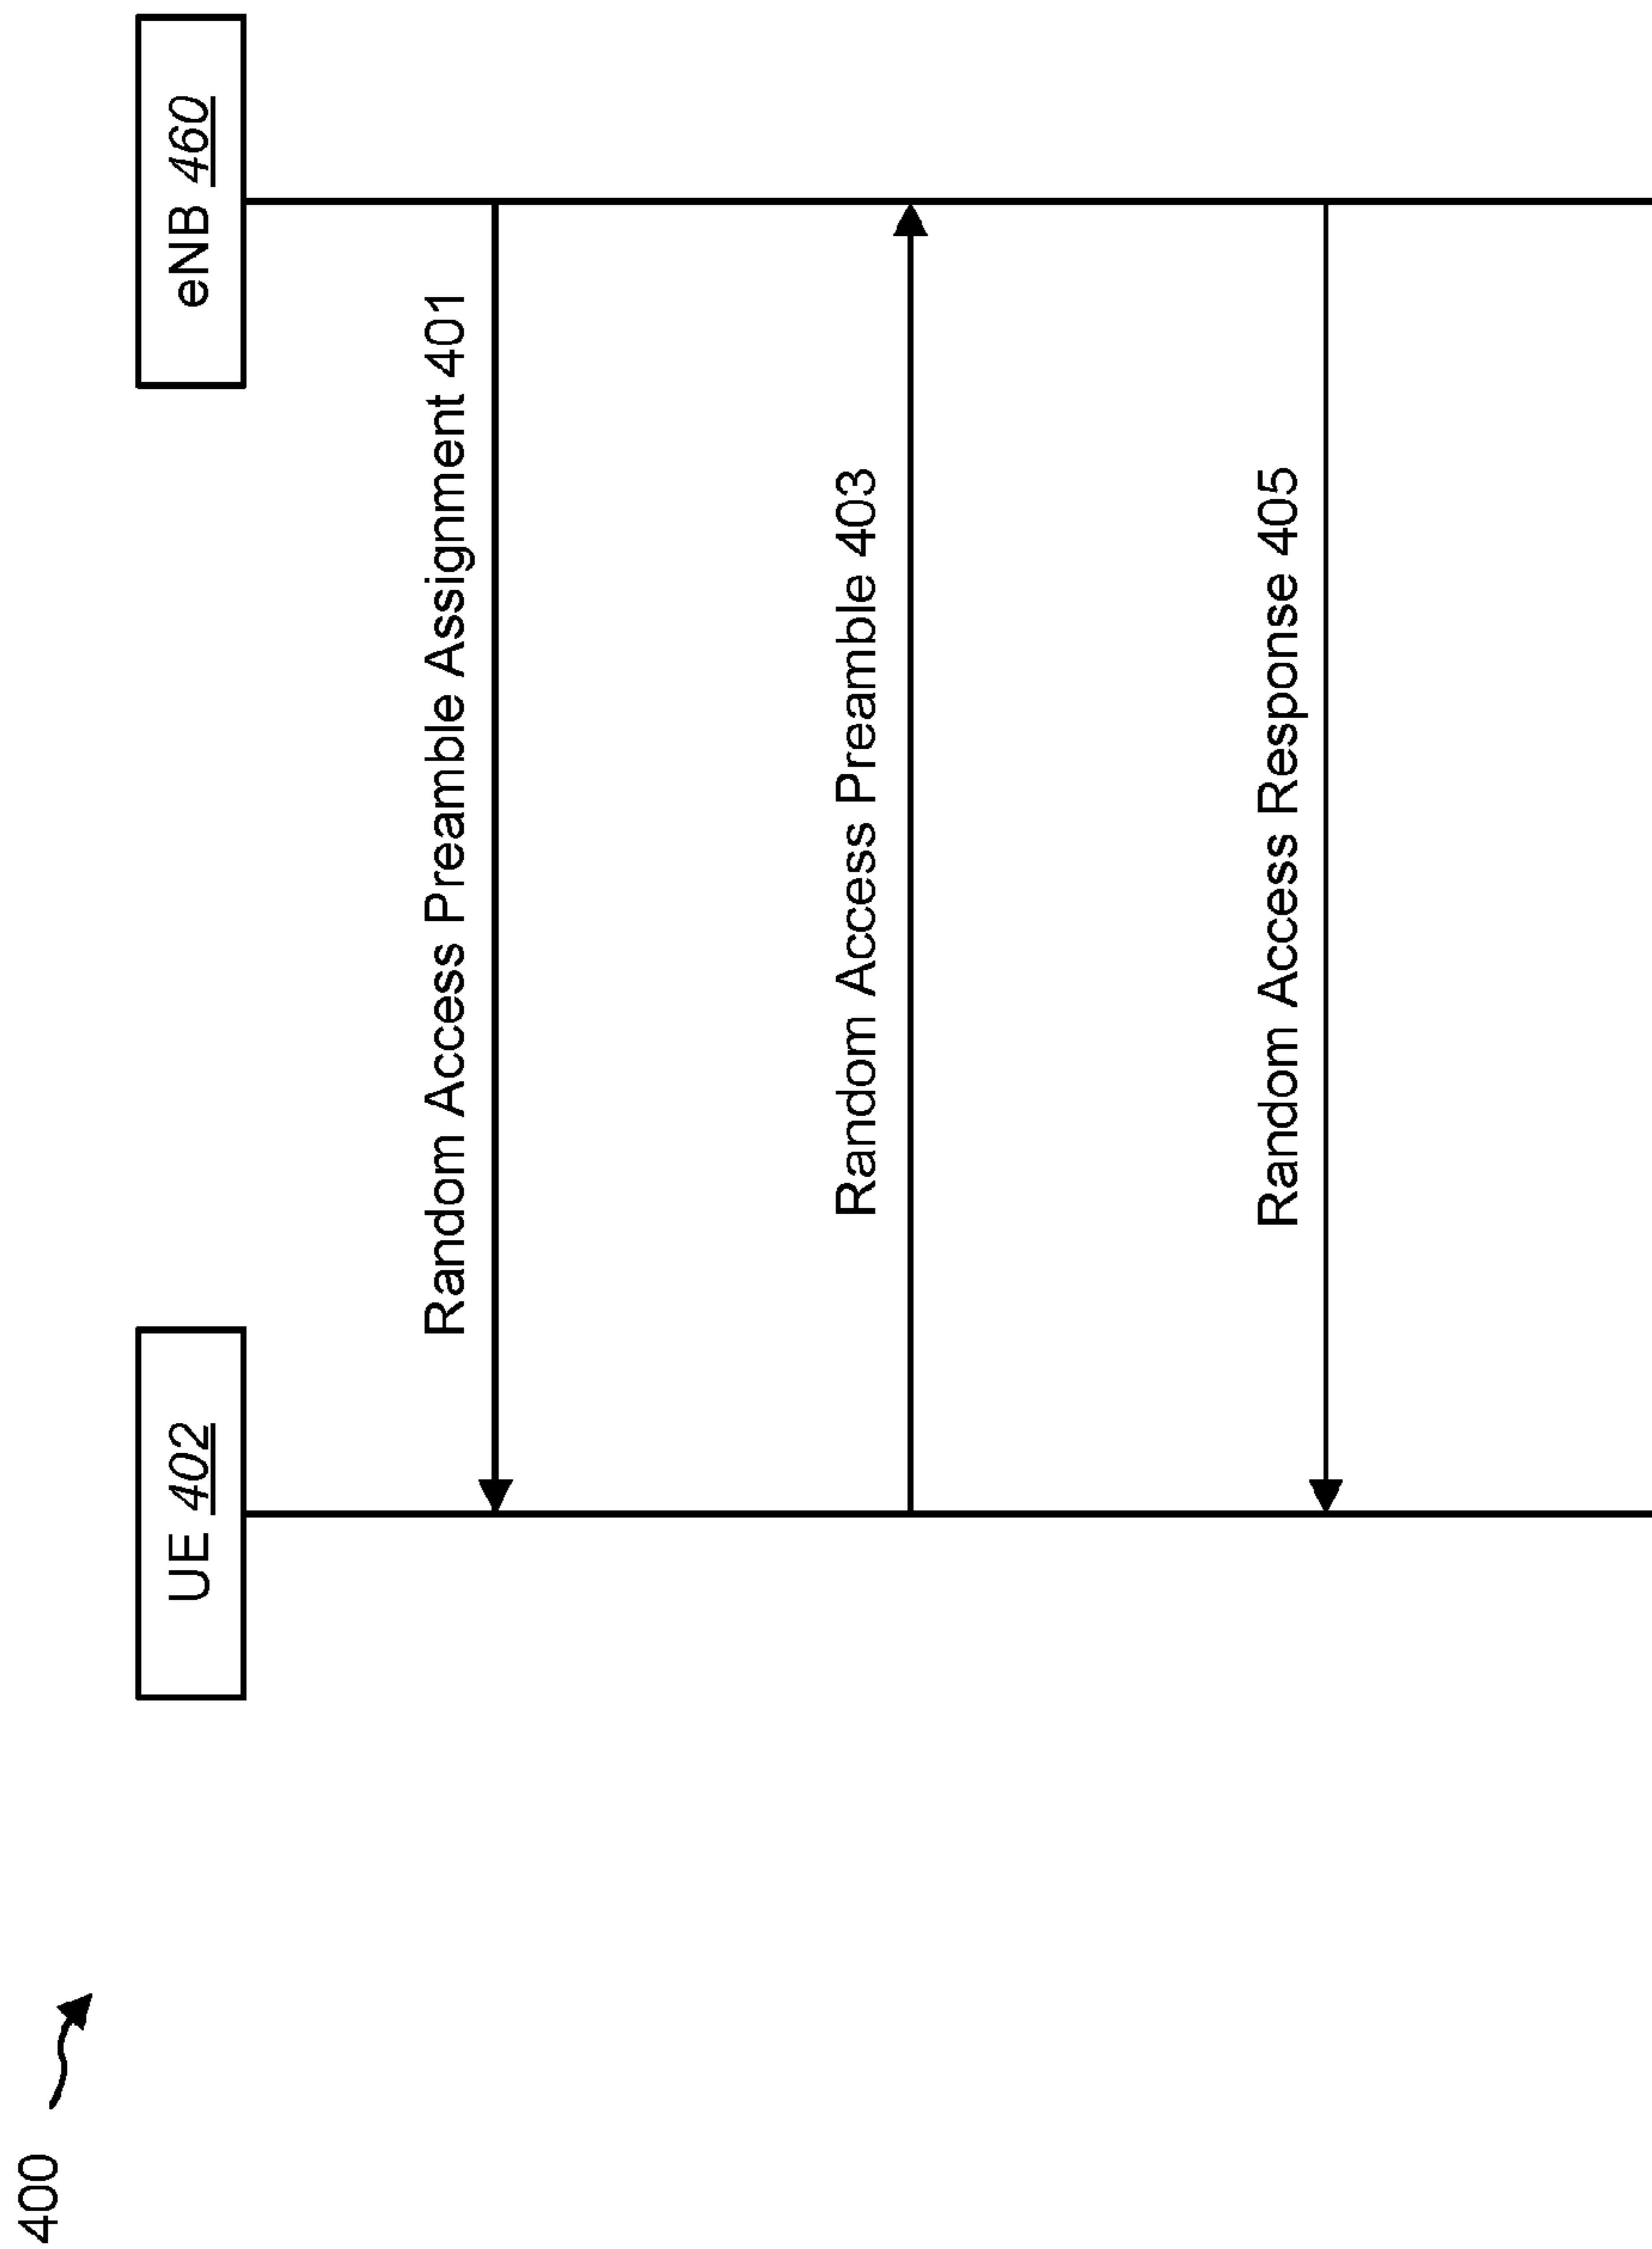 400
UE 402
eNB 460
Random Access Preamble Assignment 401
Random Access Preamble 403
Random Access Response 405